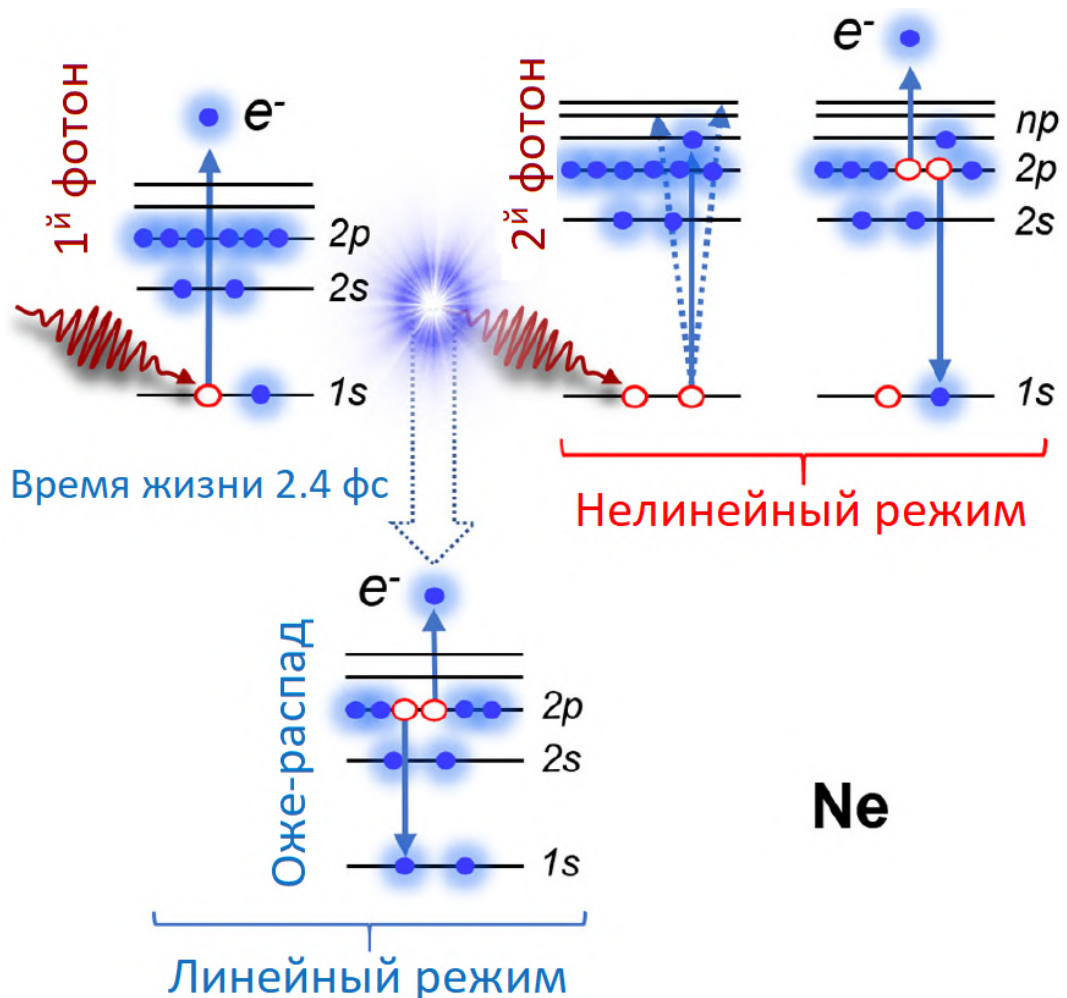 1й фотон
e-
2p
2s
1s
Время жизни 2.4 фс
2й фотон
e-
np
2p
2s
1s
Нелинейный режим
Оже-распад
e-
2p
2s
1s
Ne
Линейный режим